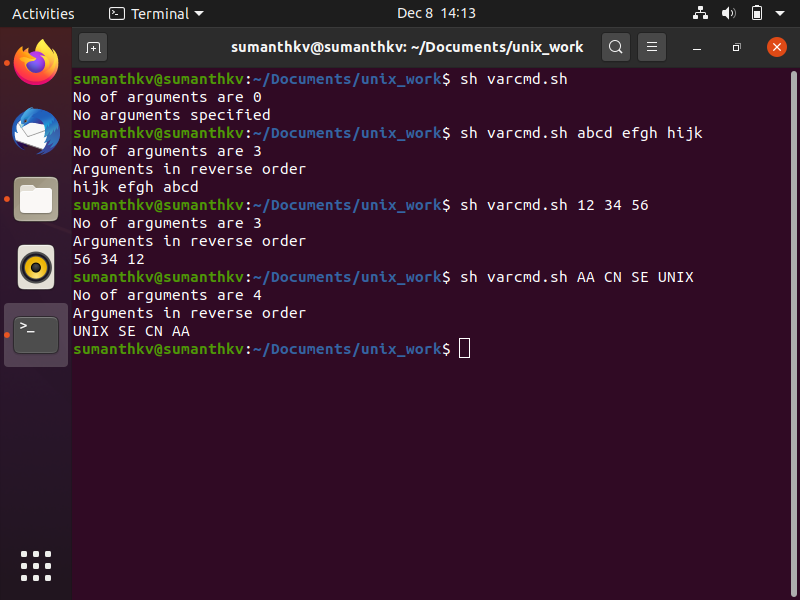 Activities
Terminal
Dec 8 14:13
sumanthkv@sumanthkv: ~/Documents/unix_work
sumanthkv@sumanthkv:~/Documents/unix_work$ sh varcmd.sh
No of arguments are 0
No arguments specified
sumanthkv@sumanthkv:~/Documents/unix_work$ sh varcmd.sh abcd efgh hijk
No of arguments are 3
Arguments in reverse order
hijk efgh abcd
sumanthkv@sumanthkv:~/Documents/unix_work$ sh varcmd.sh 12 34 56
No of arguments are 3
Arguments in reverse order
56 34 12
sumanthkv@sumanthkv:~/Documents/unix_work$ sh varcmd.sh AA CN SE UNIX
No of arguments are 4
Arguments in reverse order
UNIX SE CN AA
sumanthkv@sumanthkv:~/Documents/unix_work$